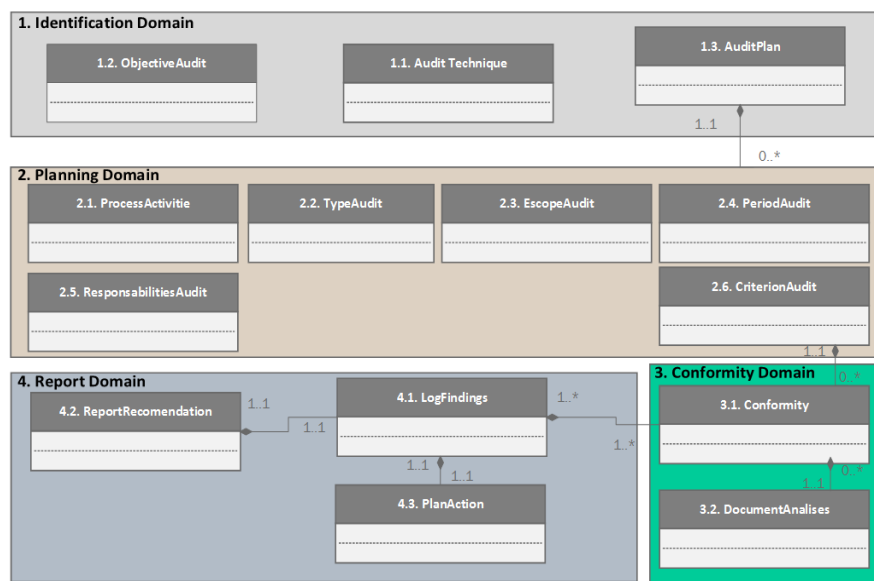 1. Identification Domain
1.2. ObjectiveAudit
1.1. Audit Technique
1.3. AuditPlan
1..1
0..*
2. Planning Domain
2.1. ProcessActivitie
2.2. TypeAudit
2.3. EscopeAudit
2.4. PeriodAudit
2.5. ResponsabilitiesAudit
2.6. CriterionAudit
1..1
0..*
4. Report Domain
3. Conformity Domain
4.2. ReportRecomendation
1..1
1..1
4.1. LogFindings
1..*
1..*
3.1. Conformity
1..1
1..1
0..*
1..1
4.3. PlanAction
3.2. DocumentAnalises